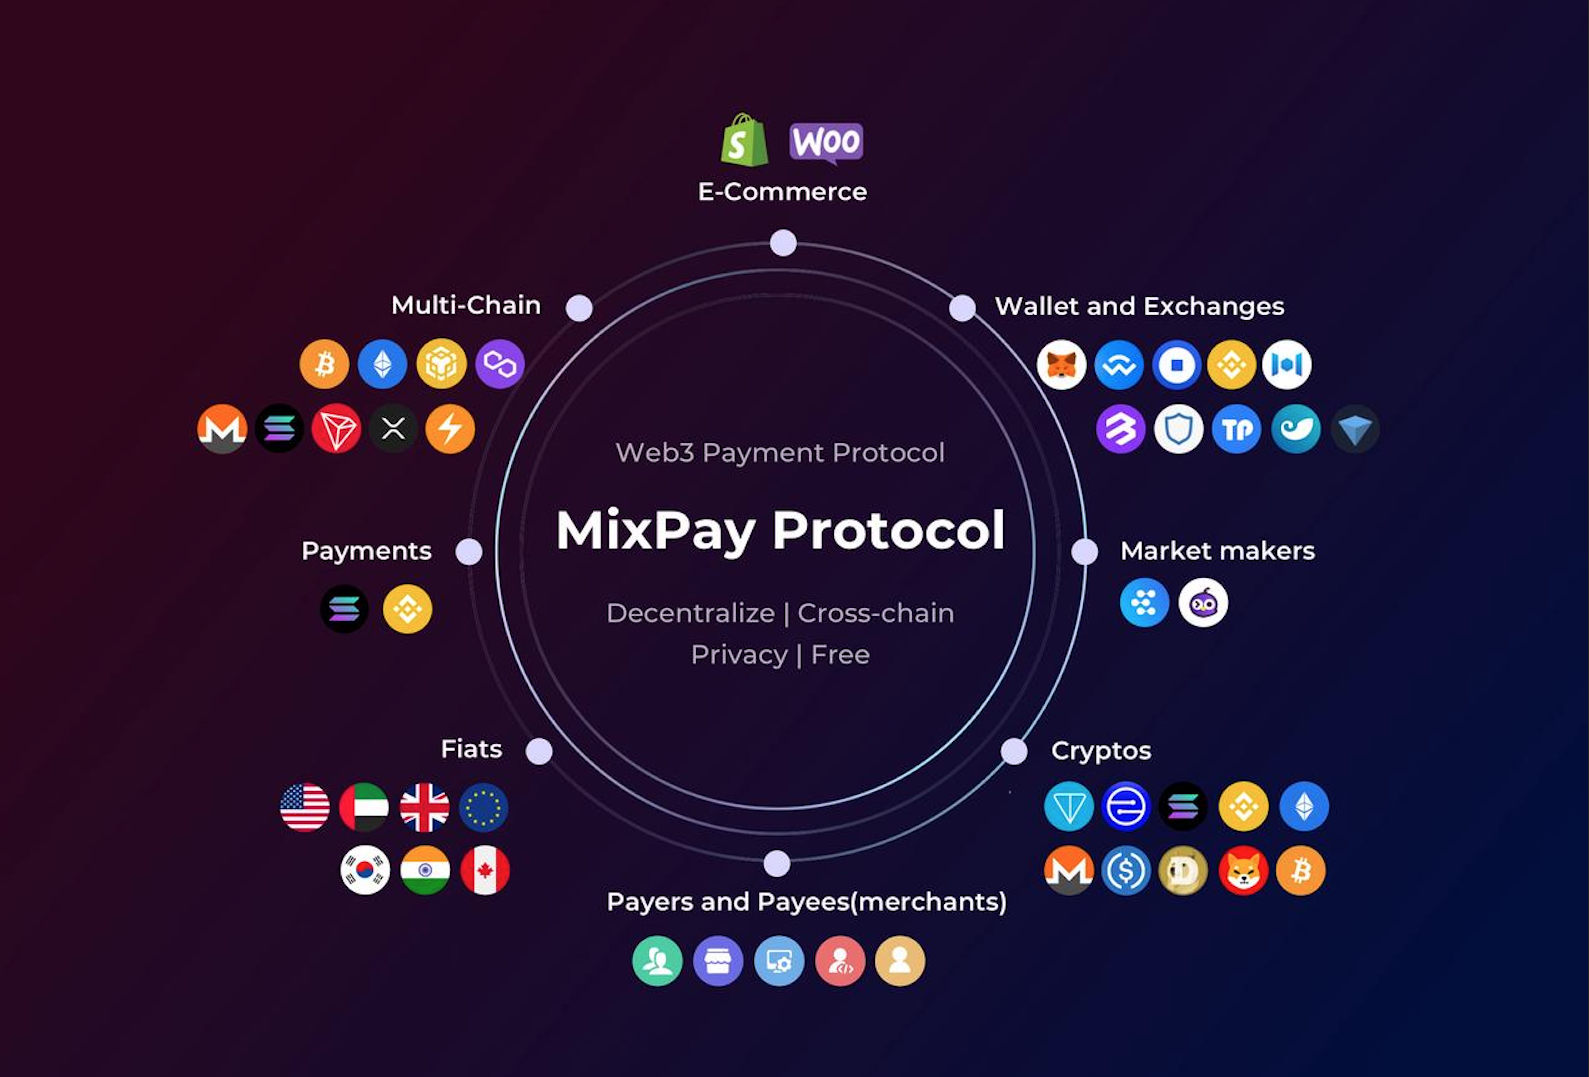 S
WOO
E-Commerce
Multi-Chain
Wallet and Exchanges
TP
Web3 Payment Protocol
MixPay Protocol
Payments
Market makers
Decentralize | Cross-chain
Privacy | Free
Fiats
Cryptos
Payers and Payees(merchants)